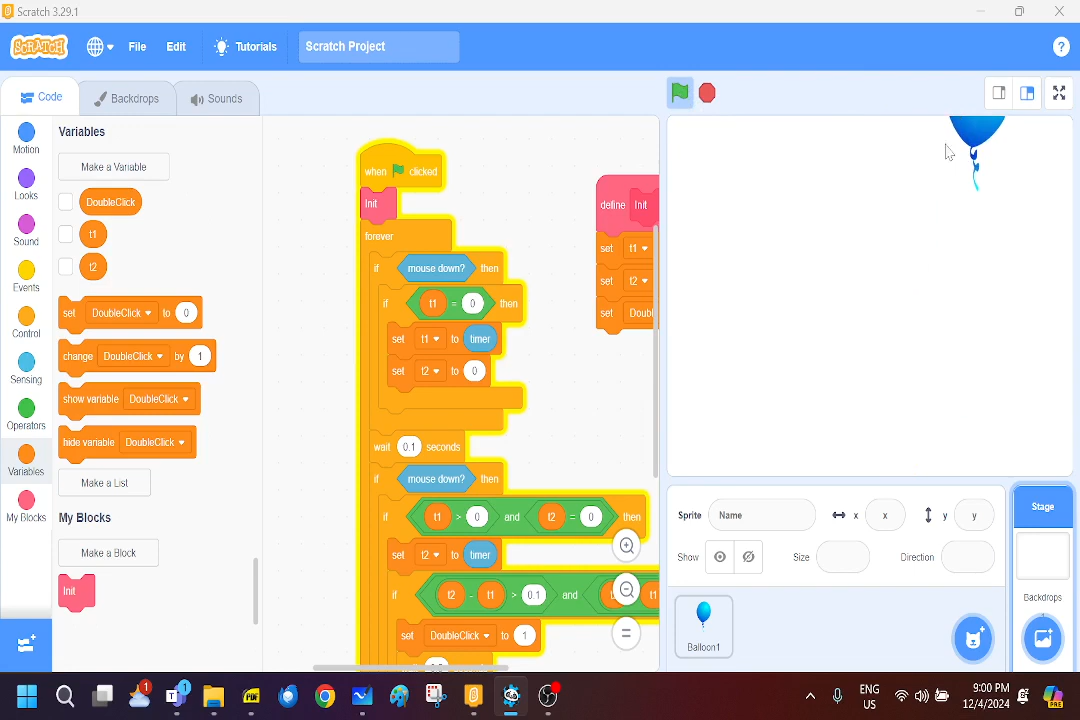 Scratch 3.29.1
SCRATCH File Edit Tutorials Scratch Project ?
Code Backdrops Sounds
Motion
Looks
Sound
Events
Control
Sensing
Operators
Variables
My Blocks
Variables
Make a Variable
DoubleClick
t1
t2
set DoubleClick to 0
change DoubleClick by 1
show variable DoubleClick
hide variable DoubleClick
Make a List
My Blocks
Make a Block
Init
when clicked
Init
forever
if mouse down? then
if t1 = 0 then
set t1 to timer
set t2 to 0
wait 0.1 seconds
if mouse down? then
if t1 > 0 and t2 = 0 then
set t2 to timer
if t2 - t1 > 0.1 and
set DoubleClick to 1
define Init
set t1
set t2
set Doubl
Sprite Name x x y y
Show Size Direction
Balloon1
Stage
Backdrops
1
1
PDF
ENG
US
9:00 PM
12/4/2024
PRE